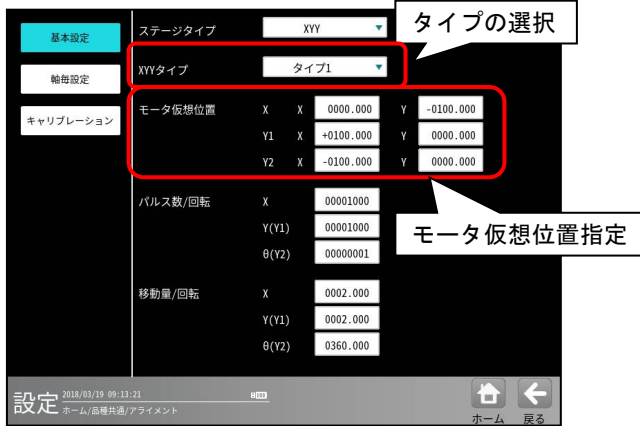 タイプの選択
基本設定
軸毎設定
キャリブレーション
ステージタイプ XYY
XYYタイプ タイプ1
モータ仮想位置 X X 0000.000 Y -0100.000
Y1 X +0100.000 Y 0000.000
Y2 X -0100.000 Y 0000.000
モータ仮想位置指定
パルス数/回転 X 00001000
Y(Y1) 00001000
θ(Y2) 00000001
移動量/回転 X 0002.000
Y(Y1) 0002.000
θ(Y2) 0360.000
設定 2018/03/19 09:13:21
ホーム/品種共通/アライメント
ホーム 戻る